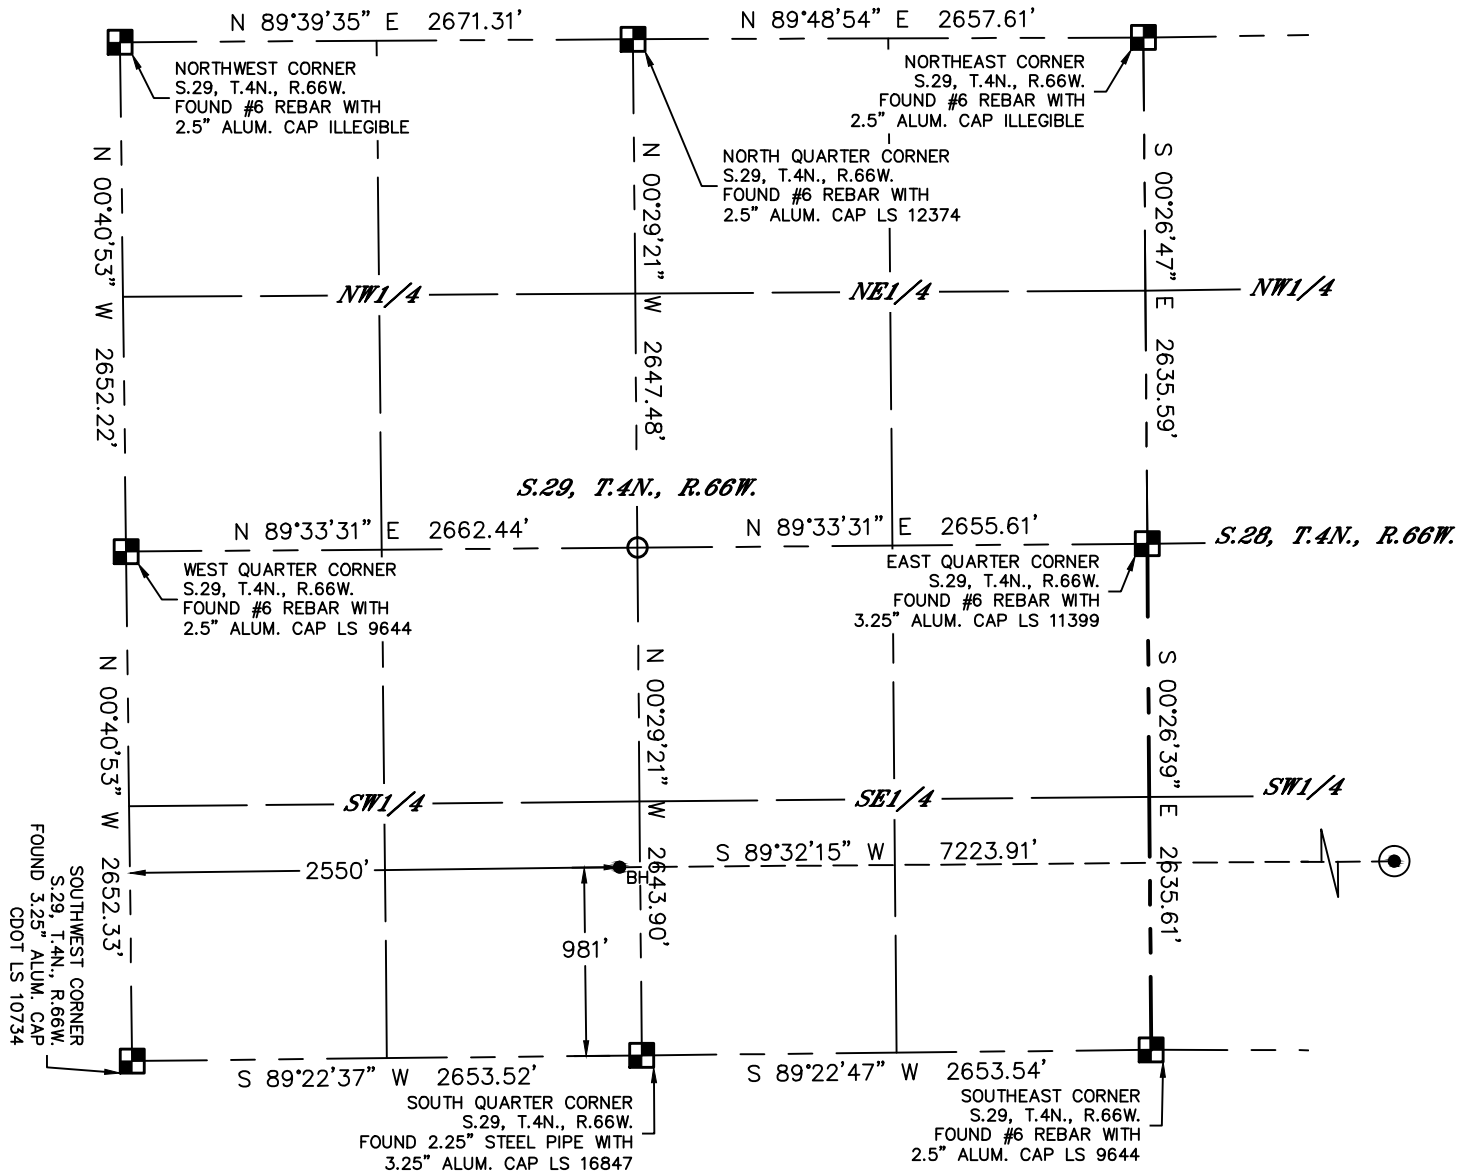 N 89°39'35" E 2671.31'
N 89°48'54" E 2657.61'
NORTHWEST CORNER
S.29, T.4N., R.66W.
FOUND #6 REBAR WITH
2.5" ALUM. CAP ILLEGIBLE
NORTHEAST CORNER
S.29, T.4N., R.66W.
FOUND #6 REBAR WITH
2.5" ALUM. CAP ILLEGIBLE
NORTH QUARTER CORNER
S.29, T.4N., R.66W.
FOUND #6 REBAR WITH
2.5" ALUM. CAP LS 12374
N 00°40'53" W 2652.22'
N 00°29'21" W 2647.48'
S 00°26'47" E 2635.59'
NW1/4
NE1/4
NW1/4
S.29, T.4N., R.66W.
N 89°33'31" E 2662.44'
N 89°33'31" E 2655.61'
S.28, T.4N., R.66W.
WEST QUARTER CORNER
S.29, T.4N., R.66W.
FOUND #6 REBAR WITH
2.5" ALUM. CAP LS 9644
EAST QUARTER CORNER
S.29, T.4N., R.66W.
FOUND #6 REBAR WITH
3.25" ALUM. CAP LS 11399
N 00°40'53" W 2652.33'
N 00°29'21" W 2643.90'
S 00°26'39" E 2635.61'
SW1/4
SE1/4
SW1/4
S 89°32'15" W 7223.91'
2550'
BH
981'
SOUTHWEST CORNER
S.29, T.4N., R.66W.
FOUND 3.25" ALUM. CAP
CDOT LS 10734
S 89°22'37" W 2653.52'
S 89°22'47" W 2653.54'
SOUTH QUARTER CORNER
S.29, T.4N., R.66W.
FOUND 2.25" STEEL PIPE WITH
3.25" ALUM. CAP LS 16847
SOUTHEAST CORNER
S.29, T.4N., R.66W.
FOUND #6 REBAR WITH
2.5" ALUM. CAP LS 9644